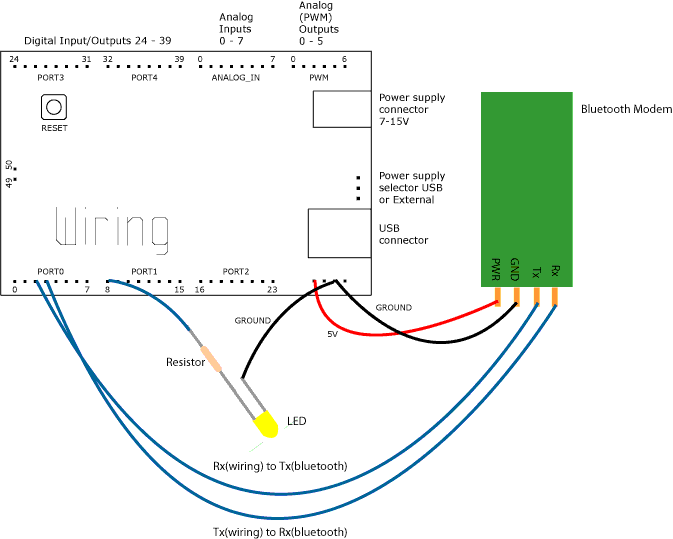 Analog
(PWM)
Outputs
0 - 5
Analog
Inputs
0 - 7
Digital Input/Outputs 24 - 39
24 31 32 39 0 7 0 6
PORT3 PORT4 ANALOG_IN PWM
RESET
Power supply
connector
7-15V
Bluetooth Modem
50
49
Power supply
selector USB
or External
Wiring
USB
connector
PORT0 PORT1 PORT2
0 7 8 15 16 23
PWR GND Tx Rx
GROUND
GROUND
5V
Resistor
LED
Rx(wiring) to Tx(bluetooth)
Tx(wiring) to Rx(bluetooth)